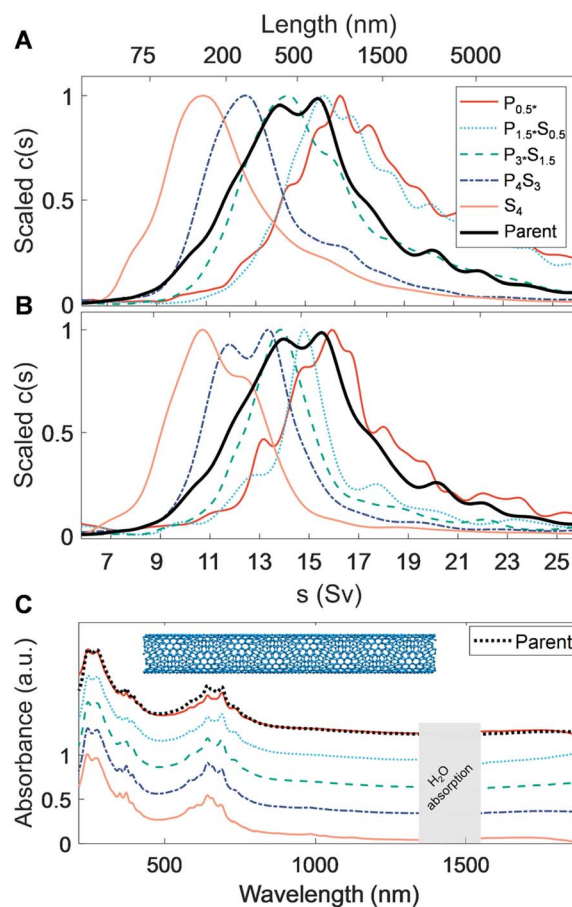 Length (nm)
A
75 200 500 1500 5000
Scaled c(s)
1
0.5
0
P0.5*
P1.5*S0.5
P3*S1.5
P4S3
S4
Parent
B
Scaled c(s)
1
0.5
0
7 9 11 13 15 17 19 21 23 25
s (Sv)
C
Absorbance (a.u.)
1
0.5
0
Parent
H2O
absorption
500 1000 1500
Wavelength (nm)